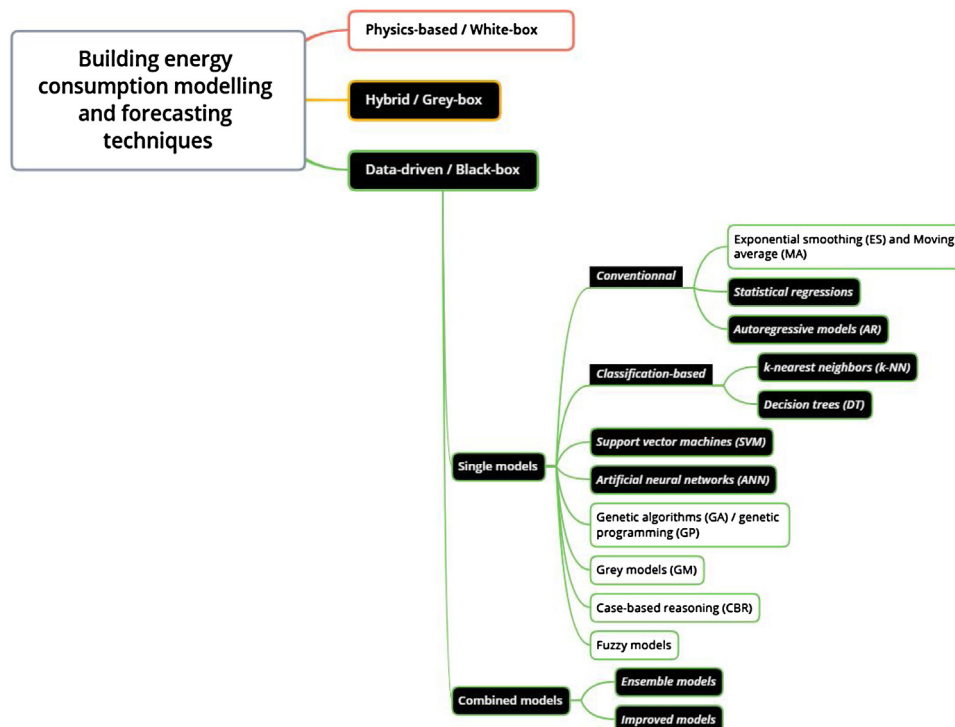 Building energy
consumption modelling
and forecasting
techniques
Physics-based / White-box
Hybrid / Grey-box
Data-driven / Black-box
Single models
Conventionnal
Exponential smoothing (ES) and Moving
average (MA)
Statistical regressions
Autoregressive models (AR)
Classification-based
k-nearest neighbors (k-NN)
Decision trees (DT)
Support vector machines (SVM)
Artificial neural networks (ANN)
Genetic algorithms (GA) / genetic
programming (GP)
Grey models (GM)
Case-based reasoning (CBR)
Fuzzy models
Combined models
Ensemble models
Improved models